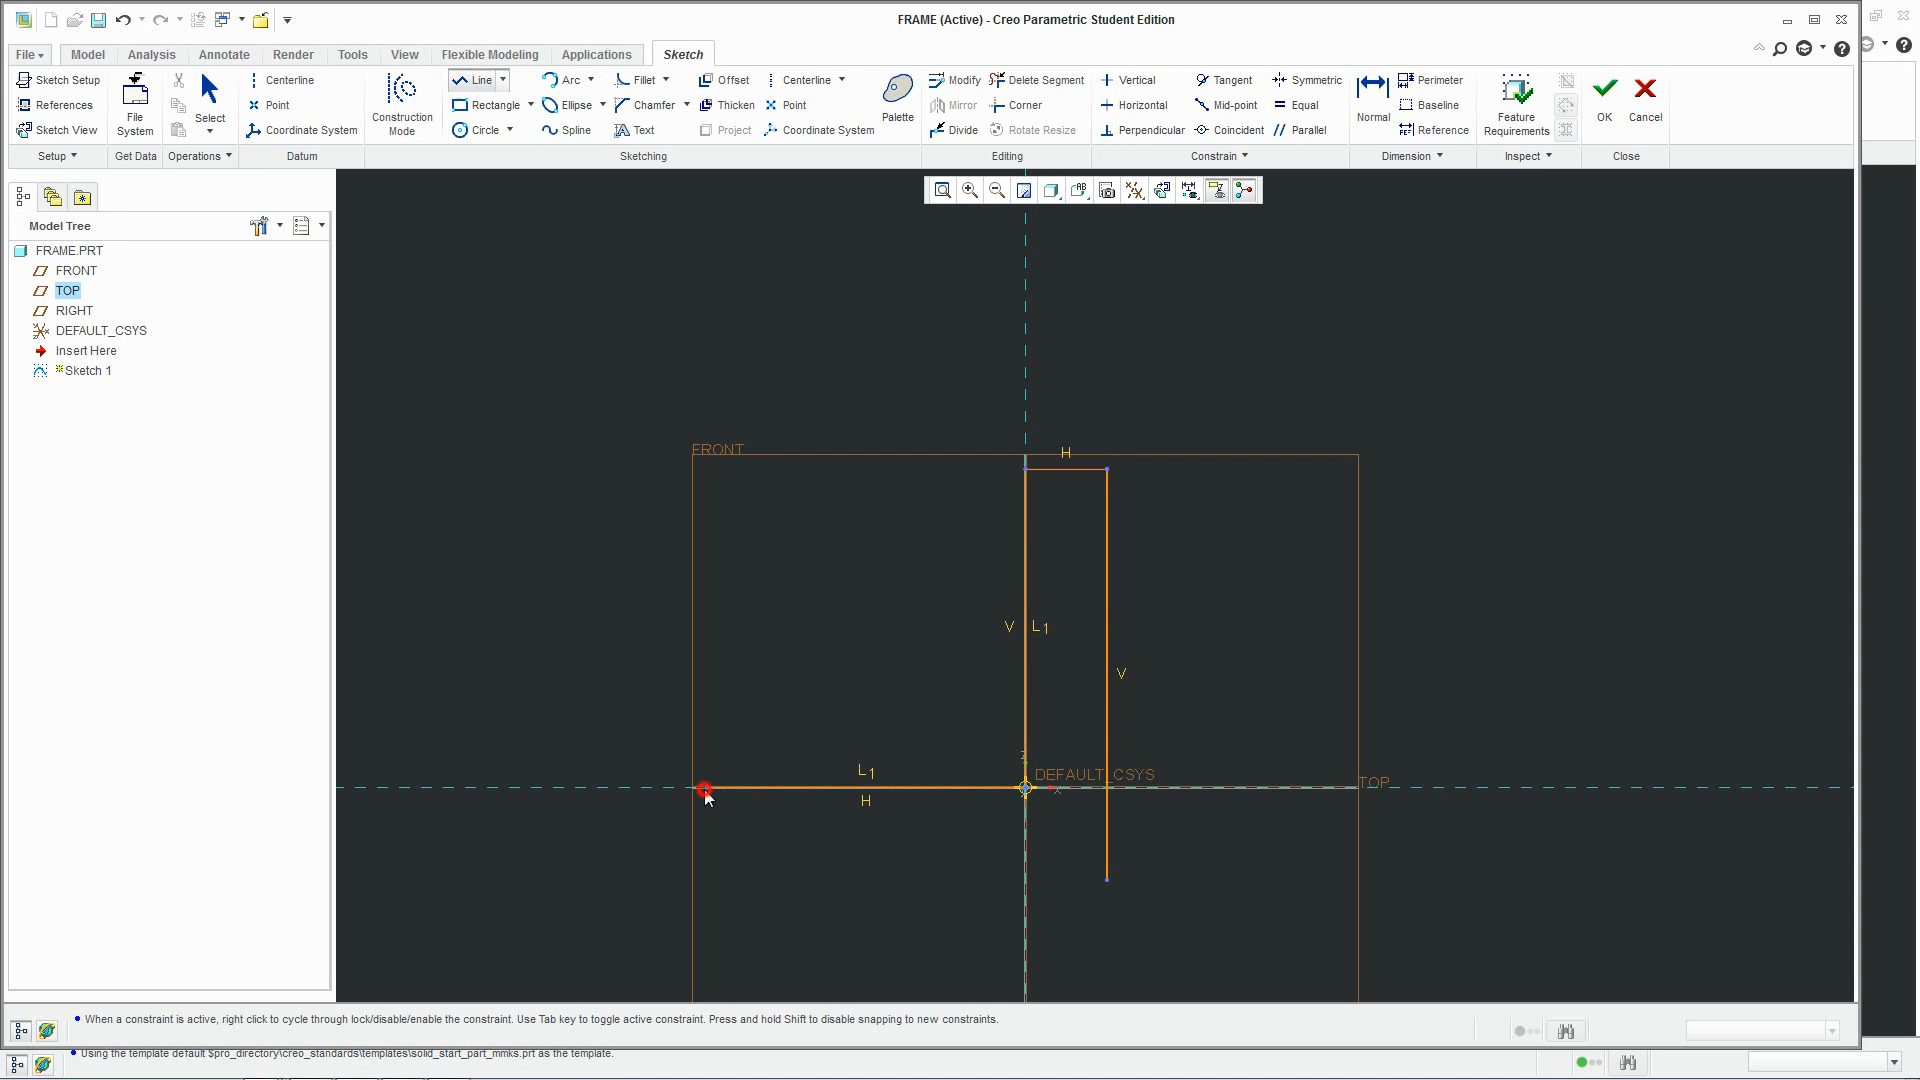 FRAME (Active) - Creo Parametric Student Edition
File Model Analysis Annotate Render Tools View Flexible Modeling Applications Sketch
Sketch Setup
References
Sketch View
Setup
File System
Get Data
Select
Operations
Centerline
Point
Coordinate System
Datum
Construction Mode
Line Arc Fillet Offset Centerline
Rectangle Ellipse Chamfer Thicken Point
Circle Spline Text Project Coordinate System
Palette
Sketching
Modify Delete Segment
Mirror Corner
Divide Rotate Resize
Editing
Vertical Tangent Symmetric
Horizontal Mid-point Equal
Perpendicular Coincident Parallel
Constrain
Normal
Perimeter
Baseline
Reference
Dimension
Feature Requirements
Inspect
OK
Cancel
Close
Model Tree
FRAME.PRT
FRONT
TOP
RIGHT
DEFAULT_CSYS
Insert Here
Sketch 1
FRONT
H
V L1
V
L1
H
Z
DEFAULT_CSYS
X
TOP
When a constraint is active, right click to cycle through lock/disable/enable the constraint. Use Tab key to toggle active constraint. Press and hold Shift to disable snapping to new constraints.
Using the template default $pro_directory\creo_standards\templates\solid_start_part_mmks.prt as the template.